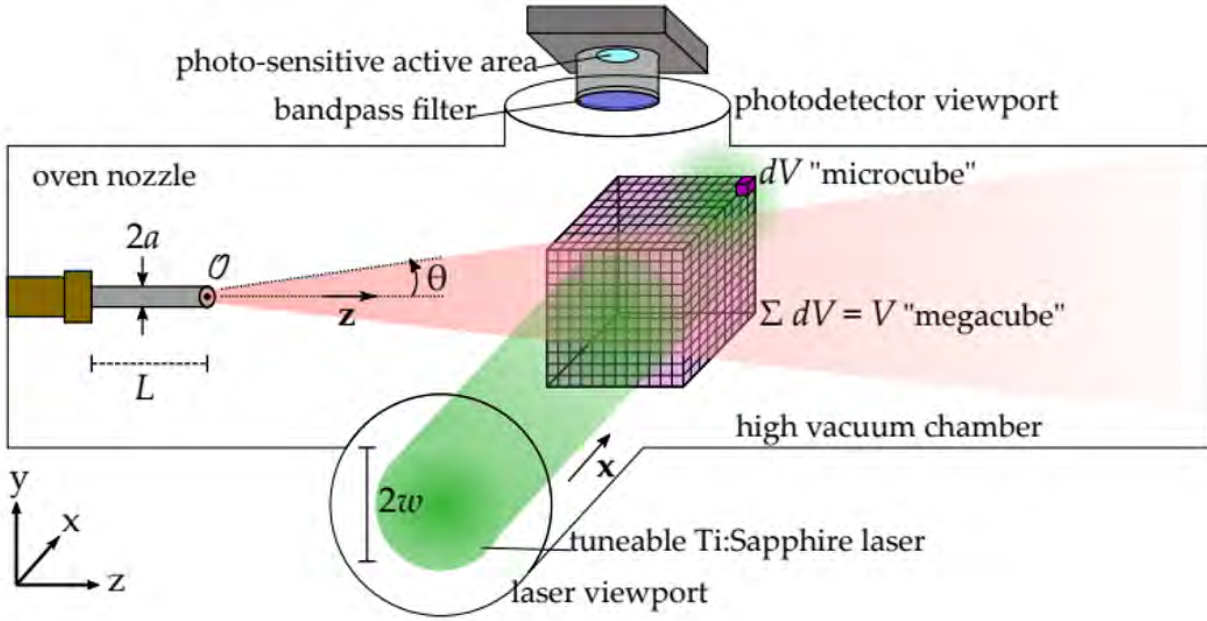 photo-sensitive active area
bandpass filter
photodetector viewport
oven nozzle
dV "microcube"
2a
𝒪
θ
z
Σ dV = V "megacube"
L
high vacuum chamber
x
2w
y
x
z
tuneable Ti:Sapphire laser
laser viewport